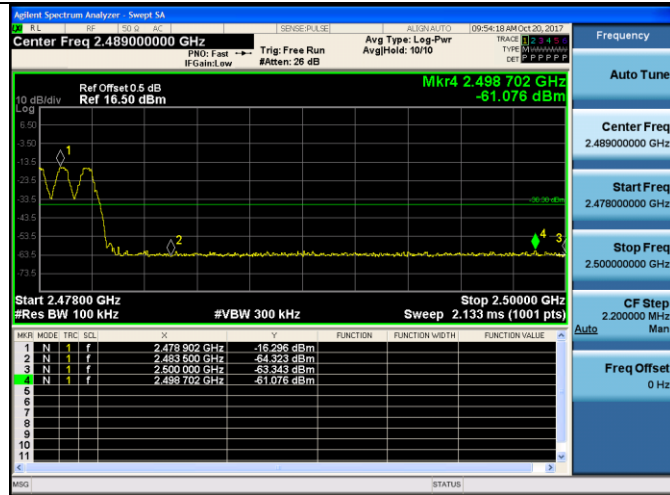 Agilent Spectrum Analyzer - Swept SA
RL RF 50 Ω AC SENSE:PULSE ALIGN AUTO 09:54:18 AM Oct 20, 2017
Center Freq 2.489000000 GHz
PNO: Fast
IFGain:Low
Trig: Free Run
#Atten: 26 dB
Avg Type: Log-Pwr
Avg|Hold: 10/10
TRACE 1 2 3 4 5 6
TYPE M
DET P P P P P P
Mkr4 2.498 702 GHz
-61.076 dBm
Ref Offset 0.5 dB
Ref 16.50 dBm
10 dB/div
Log
6.50
-3.50
-13.5
-23.5
-33.5
-43.5
-53.5
-63.5
-73.5
1
2
4
3
-36.30 dBm
Start 2.47800 GHz Stop 2.50000 GHz
#Res BW 100 kHz #VBW 300 kHz Sweep 2.133 ms (1001 pts)
MKR MODE TRC SCL X Y FUNCTION FUNCTION WIDTH FUNCTION VALUE
1 N 1 f 2.478 902 GHz -16.296 dBm
2 N 1 f 2.483 500 GHz -64.323 dBm
3 N 1 f 2.500 000 GHz -63.343 dBm
4 N 1 f 2.498 702 GHz -61.076 dBm
5
6
7
8
9
10
11
MSG STATUS
Frequency
Auto Tune
Center Freq
2.489000000 GHz
Start Freq
2.478000000 GHz
Stop Freq
2.500000000 GHz
CF Step
2.200000 MHz
Auto Man
Freq Offset
0 Hz